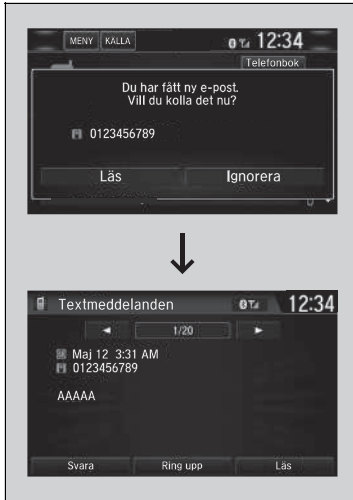 MENY KÄLLA 12:34
Telefonbok
Du har fått ny e-post.
Vill du kolla det nu?
0123456789
Läs Ignorera
Textmeddelanden 12:34
◄ 1/20 ►
Maj 12 3:31 AM
0123456789
AAAAA
Svara Ring upp Läs